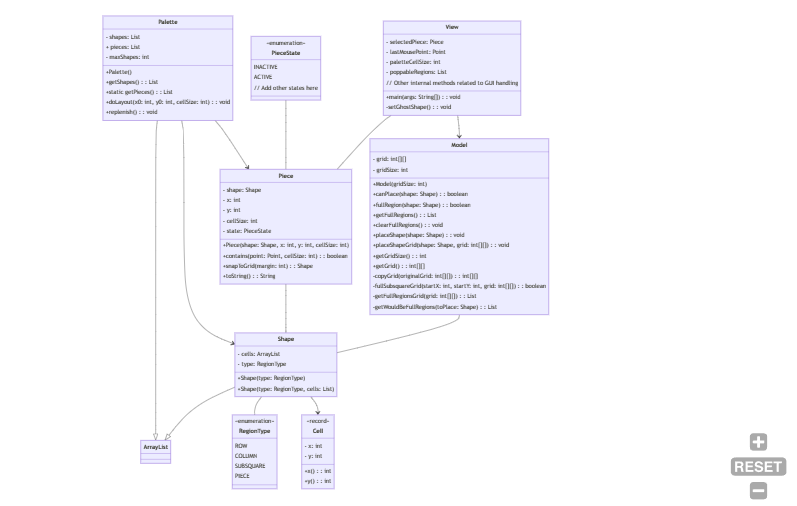 Palette
- shapes: List
+ pieces: List
- maxShapes: int
+Palette()
+getShapes() : : List
+static getPieces() : : List
+doLayout(x0: int, y0: int, cellSize: int) : : void
+replenish() : : void
«enumeration»
PieceState
INACTIVE
ACTIVE
// Add other states here
View
- selectedPiece: Piece
- lastMousePoint: Point
- paletteCellSize: int
- poppableRegions: List
// Other internal methods related to GUI handling
+main(args: String[]) : : void
-setGhostShape() : : void
Piece
- shape: Shape
- x: int
- y: int
- cellSize: int
- state: PieceState
+Piece(shape: Shape, x: int, y: int, cellSize: int)
+contains(point: Point, cellSize: int) : : boolean
+snapToGrid(margin: int) : : Shape
+toString() : : String
Model
- grid: int[][]
- gridSize: int
+Model(gridSize: int)
+canPlace(shape: Shape) : : boolean
+fullRegion(shape: Shape) : : boolean
+getFullRegions() : : List
+clearFullRegions() : : void
+placeShape(shape: Shape) : : void
+placeShapeGrid(shape: Shape, grid: int[][]) : : void
+getGridSize() : : int
+getGrid() : : int[][]
-copyGrid(originalGrid: int[][]) : : int[][]
-fullSubsquareGrid(startX: int, startY: int, grid: int[][]) : : boolean
-getFullRegionsGrid(grid: int[][]) : : List
-getWouldBeFullRegions(toPlace: Shape) : : List
Shape
- cells: ArrayList
- type: RegionType
+Shape(type: RegionType)
+Shape(type: RegionType, cells: List)
ArrayList
«enumeration»
RegionType
ROW
COLUMN
SUBSQUARE
PIECE
«record»
Cell
- x: int
- y: int
+x() : : int
+y() : : int
RESET